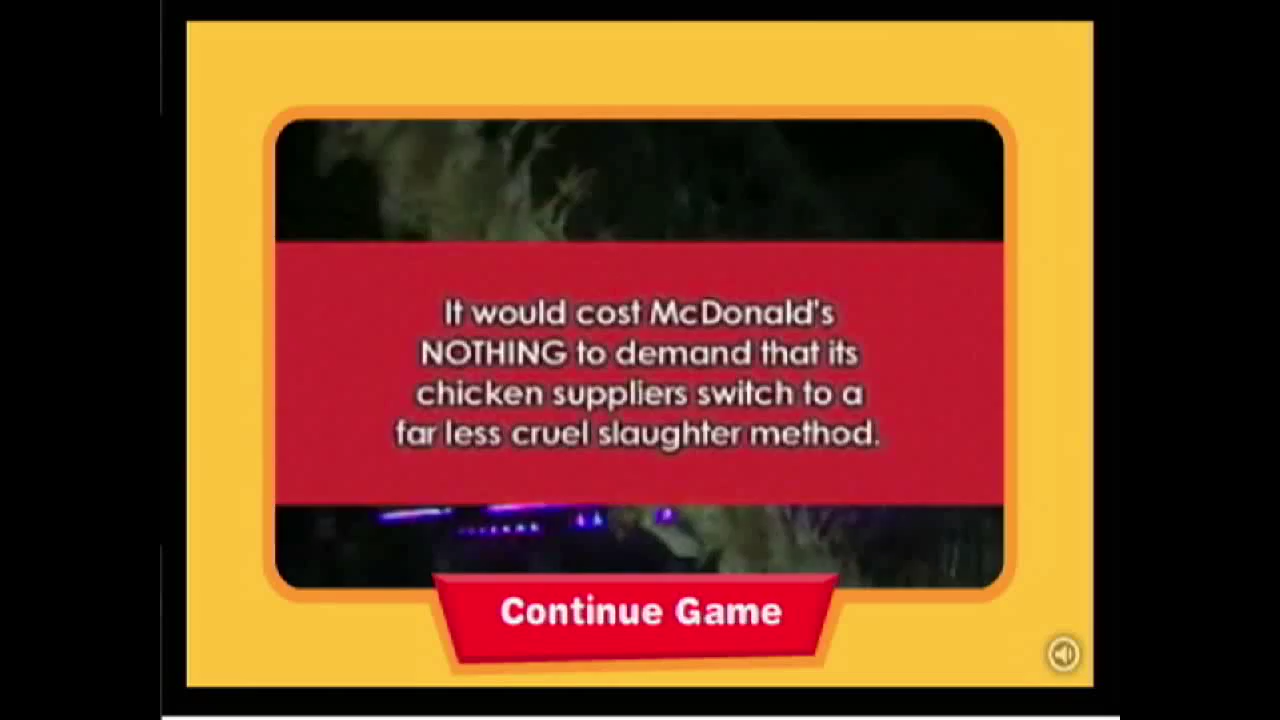 It would cost McDonald's
NOTHING to demand that its
chicken suppliers switch to a
far less cruel slaughter method.
Continue Game